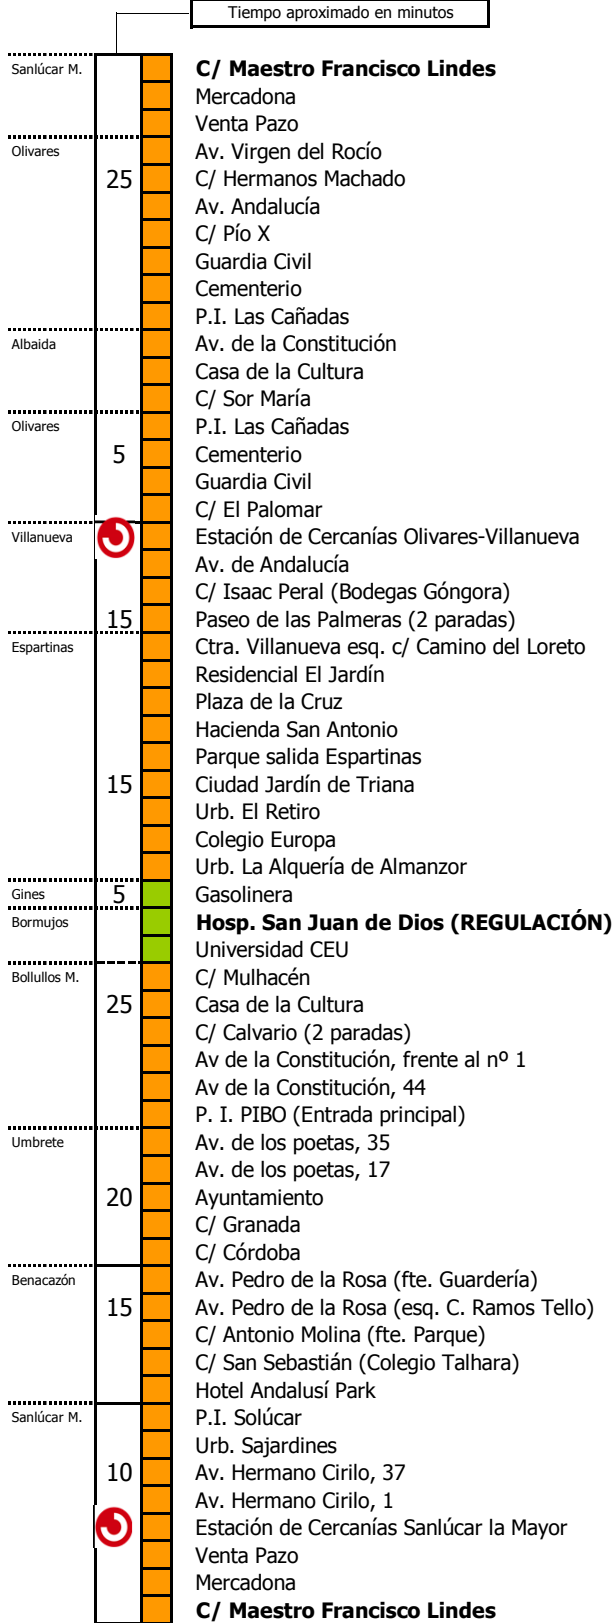 Tiempo aproximado en minutos
Sanlúcar M. C/ Maestro Francisco Lindes
Mercadona
Venta Pazo
Olivares Av. Virgen del Rocío
25 C/ Hermanos Machado
Av. Andalucía
C/ Pío X
Guardia Civil
Cementerio
P.I. Las Cañadas
Albaida Av. de la Constitución
Casa de la Cultura
C/ Sor María
Olivares P.I. Las Cañadas
5 Cementerio
Guardia Civil
C/ El Palomar
Villanueva Estación de Cercanías Olivares-Villanueva
Av. de Andalucía
C/ Isaac Peral (Bodegas Góngora)
15 Paseo de las Palmeras (2 paradas)
Espartinas Ctra. Villanueva esq. c/ Camino del Loreto
Residencial El Jardín
Plaza de la Cruz
Hacienda San Antonio
Parque salida Espartinas
15 Ciudad Jardín de Triana
Urb. El Retiro
Colegio Europa
Urb. La Alquería de Almanzor
Gines 5 Gasolinera
Bormujos Hosp. San Juan de Dios (REGULACIÓN)
Universidad CEU
Bollullos M. C/ Mulhacén
25 Casa de la Cultura
C/ Calvario (2 paradas)
Av de la Constitución, frente al nº 1
Av de la Constitución, 44
P. I. PIBO (Entrada principal)
Umbrete Av. de los poetas, 35
Av. de los poetas, 17
20 Ayuntamiento
C/ Granada
C/ Córdoba
Benacazón Av. Pedro de la Rosa (fte. Guardería)
15 Av. Pedro de la Rosa (esq. C. Ramos Tello)
C/ Antonio Molina (fte. Parque)
C/ San Sebastián (Colegio Talhara)
Hotel Andalusí Park
Sanlúcar M. P.I. Solúcar
Urb. Sajardines
10 Av. Hermano Cirilo, 37
Av. Hermano Cirilo, 1
Estación de Cercanías Sanlúcar la Mayor
Venta Pazo
Mercadona
C/ Maestro Francisco Lindes